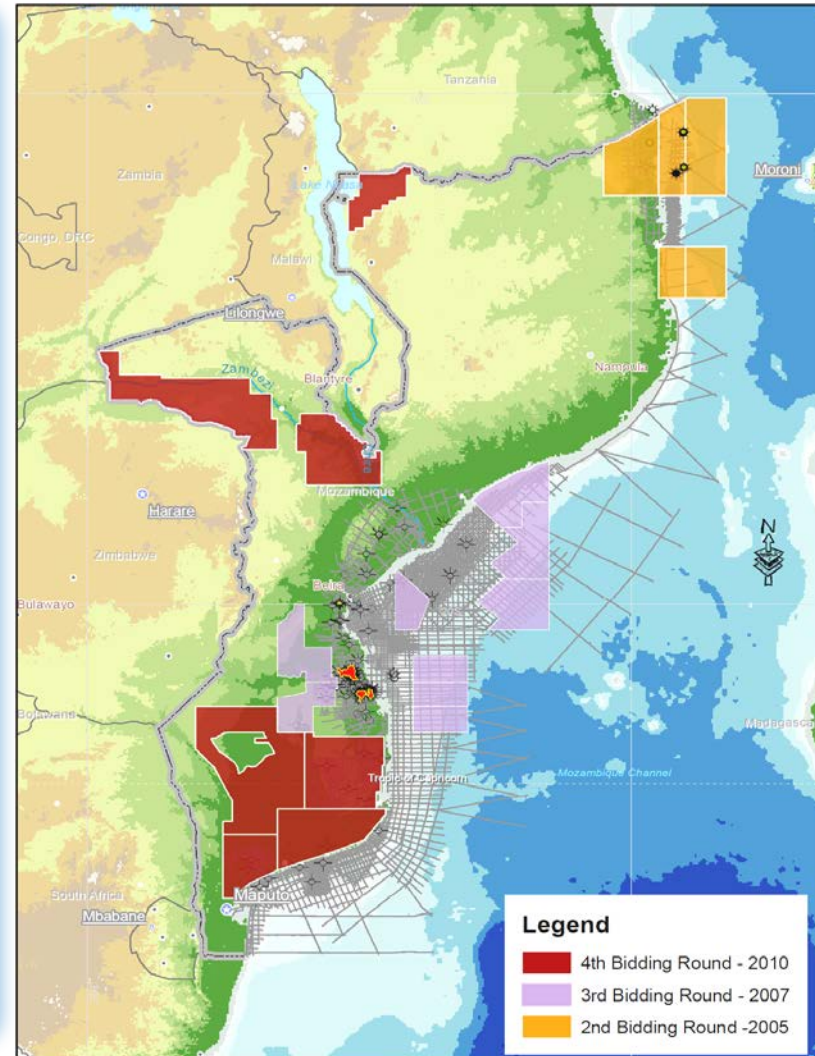 Tanzania
Moroni
Zambia
Lake Nyasa
Congo, DRC
Malawi
Lilongwe
Zambezi
Blantyre
Nampula
Mozambique
Harare
N
Zimbabwe
Beira
Bulawayo
Botswana
Madagasca
Tropic of Capricorn
Mozambique Channel
South Africa
Maputo
Mbabane
Legend
4th Bidding Round - 2010
3rd Bidding Round - 2007
2nd Bidding Round -2005